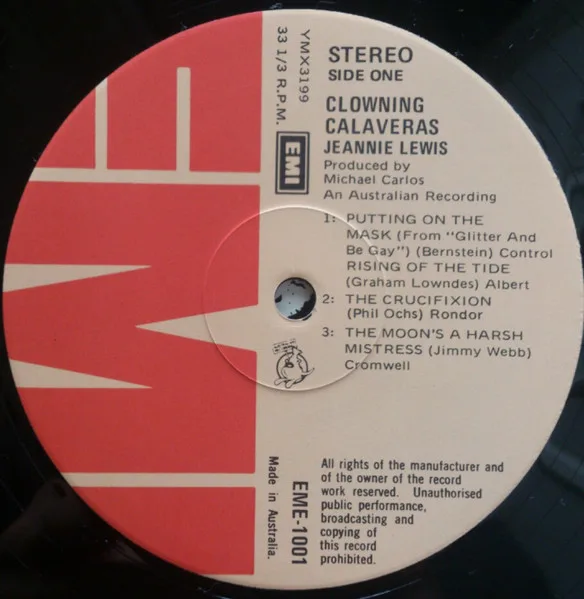 STEREO
SIDE ONE
YMX3199
33 1/3 R.P.M.
EMI
CLOWNING
CALAVERAS
JEANNIE LEWIS
Produced by
Michael Carlos
An Australian Recording
1: PUTTING ON THE
MASK (From "Glitter And
Be Gay") (Bernstein) Control
RISING OF THE TIDE
(Graham Lowndes) Albert
2: THE CRUCIFIXION
(Phil Ochs) Rondor
3: THE MOON'S A HARSH
MISTRESS (Jimmy Webb)
Cromwell
All rights of the manufacturer and
of the owner of the record
work reserved. Unauthorised
public performance,
broadcasting and
copying of
this record
prohibited.
EME-1001
Made in Australia.
EMI